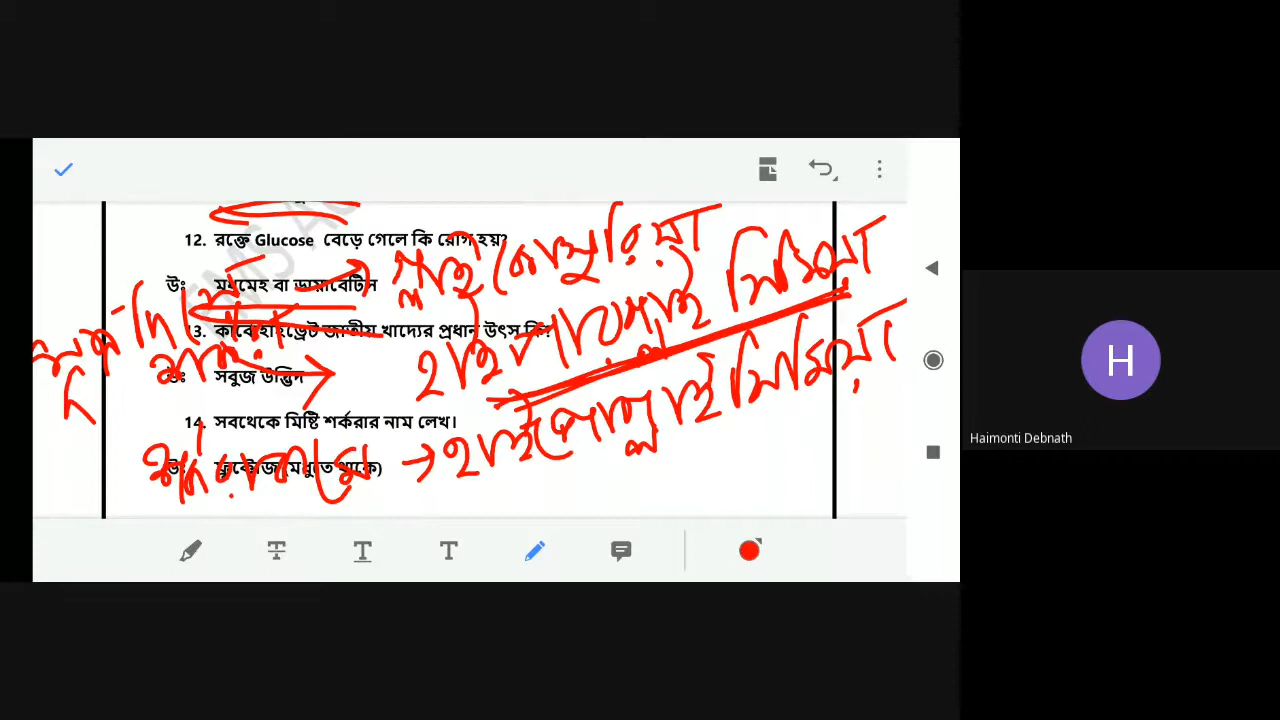 12. রক্তে Glucose বেড়ে গেলে কি রোগ হয়?
উঃ মধুমেহ বা ডায়াবেটিস
গ্লাইকোসুরিয়া
13. কার্বোহাইড্রেট জাতীয় খাদ্যের প্রধান উৎস কি?
হাইপারগ্লাইসিমিয়া
উঃ সবুজ উদ্ভিদ
14. সবথেকে মিষ্টি শর্করার নাম লেখ।
→ হাইপোগ্লাইসিমিয়া
উঃ ফ্রুক্টোজ (মধুতে থাকে)
H
Haimonti Debnath